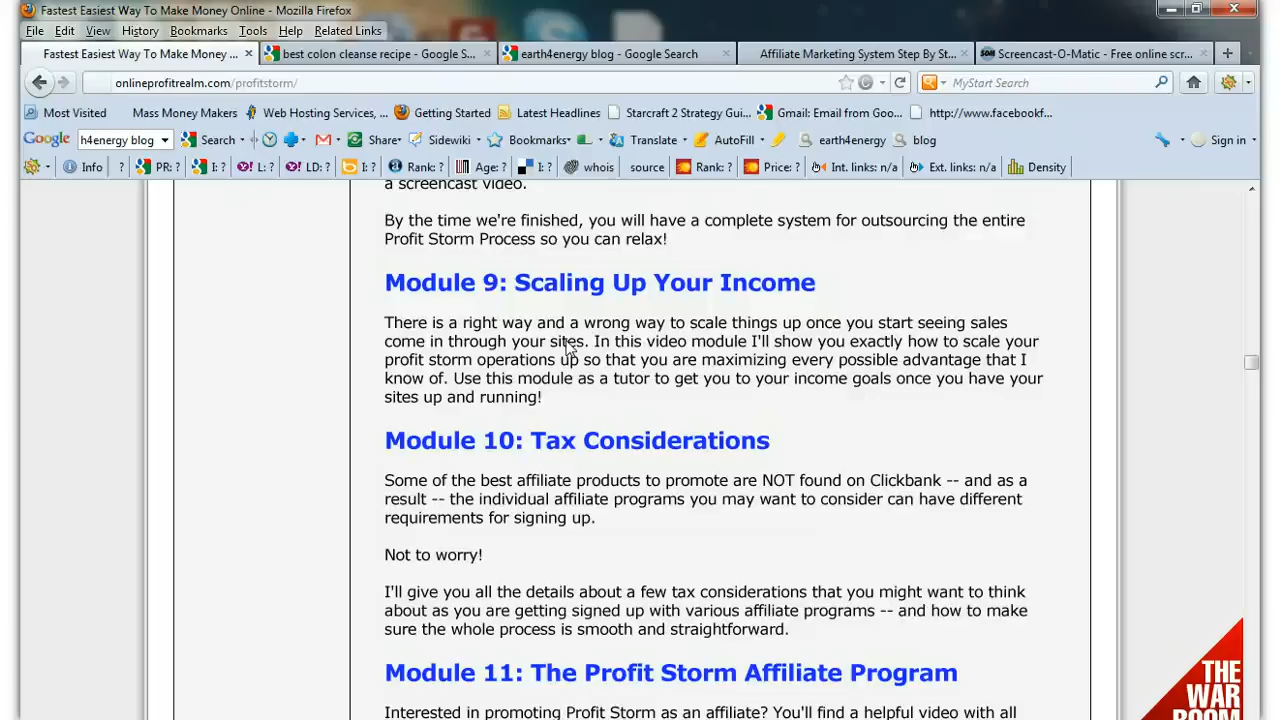 Fastest Easiest Way To Make Money Online - Mozilla Firefox
File Edit View History Bookmarks Tools Help Related Links
Fastest Easiest Way To Make Money ... × best colon cleanse recipe - Google S... × earth4energy blog - Google Search × Affiliate Marketing System Step By St... × SOM Screencast-O-Matic - Free online scr... × +
onlineprofitrealm.com/profitstorm/ MyStart Search
Most Visited Mass Money Makers Web Hosting Services, ... Getting Started Latest Headlines Starcraft 2 Strategy Gui... Gmail: Email from Goo... http://www.facebookf...
Google h4energy blog Search Share Sidewiki Bookmarks Translate AutoFill earth4energy blog Sign in
Info ? PR: ? I: ? L: ? LD: ? I: ? Rank: ? Age: ? I: ? whois source Rank: ? Price: ? Int. links: n/a Ext. links: n/a Density
a screencast video.
By the time we're finished, you will have a complete system for outsourcing the entire
Profit Storm Process so you can relax!
Module 9: Scaling Up Your Income
There is a right way and a wrong way to scale things up once you start seeing sales
come in through your sites. In this video module I'll show you exactly how to scale your
profit storm operations up so that you are maximizing every possible advantage that I
know of. Use this module as a tutor to get you to your income goals once you have your
sites up and running!
Module 10: Tax Considerations
Some of the best affiliate products to promote are NOT found on Clickbank -- and as a
result -- the individual affiliate programs you may want to consider can have different
requirements for signing up.
Not to worry!
I'll give you all the details about a few tax considerations that you might want to think
about as you are getting signed up with various affiliate programs -- and how to make
sure the whole process is smooth and straightforward.
Module 11: The Profit Storm Affiliate Program
Interested in promoting Profit Storm as an affiliate? You'll find a helpful video with all
THE
WAR
ROOM